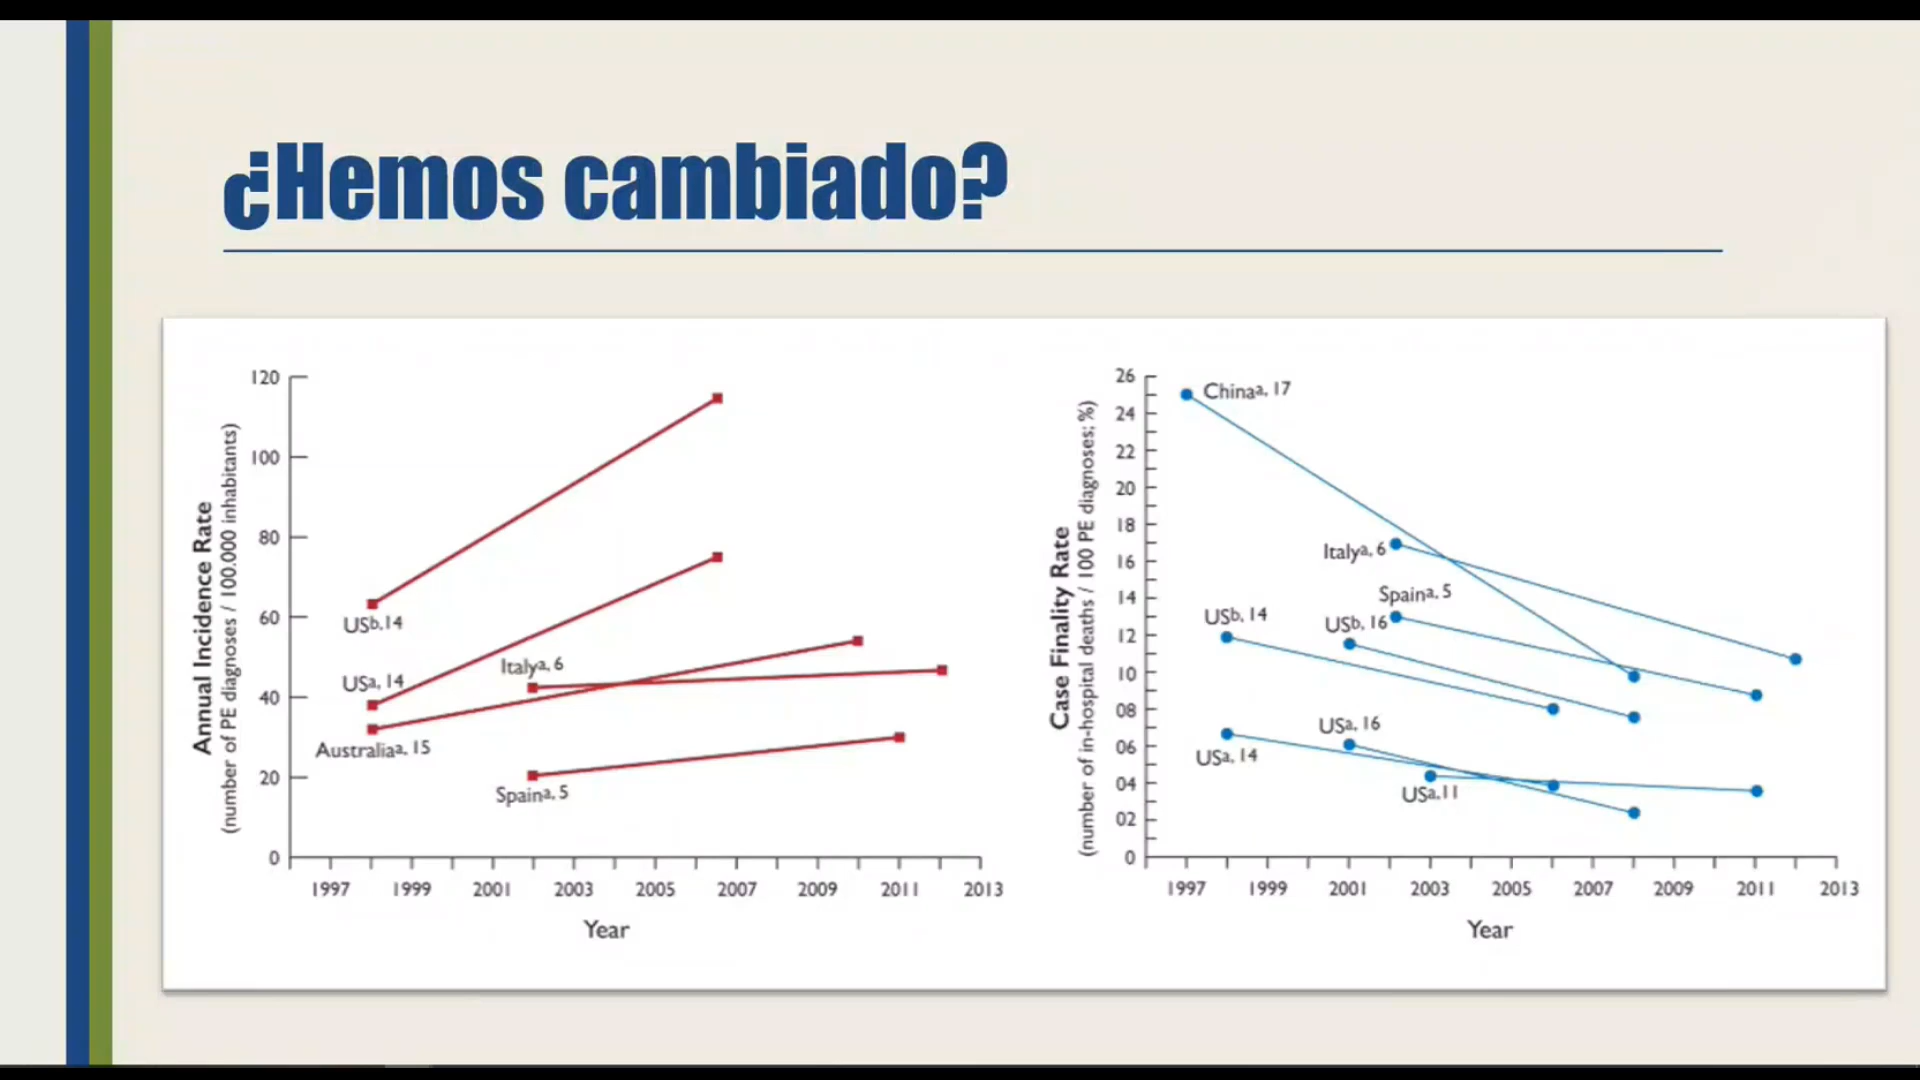 ¿Hemos cambiado?
Annual Incidence Rate
(number of PE diagnoses / 100.000 inhabitants)
120
100
80
60
40
20
0
USb,14
USa, 14
Italya, 6
Australiaa, 15
Spaina, 5
1997 1999 2001 2003 2005 2007 2009 2011 2013
Year
Case Finality Rate
(number of in-hospital deaths / 100 PE diagnoses; %)
26
24
22
20
18
16
14
12
10
08
06
04
02
0
Chinaa, 17
Italya, 6
Spaina, 5
USb, 14
USb, 16
USa, 16
USa, 14
USa,11
1997 1999 2001 2003 2005 2007 2009 2011 2013
Year